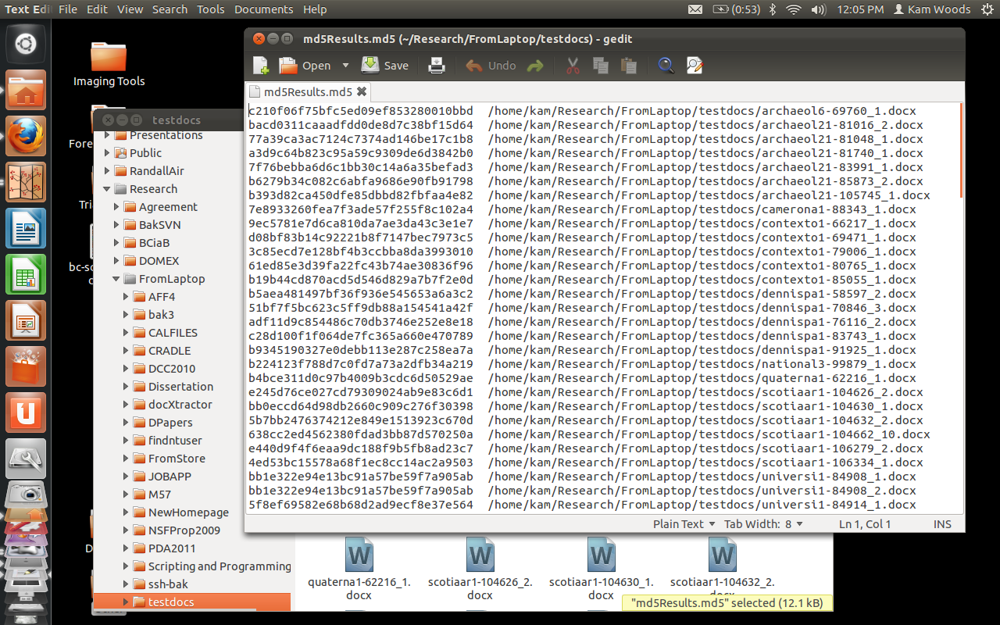 Text Edi File Edit View Search Tools Documents Help (0:53) 12:05 PM Kam Woods
Imaging Tools
md5Results.md5 (~/Research/FromLaptop/testdocs) - gedit
Open Save Undo
md5Results.md5
c210f06f75bfc5ed09ef853280010bbd /home/kam/Research/FromLaptop/testdocs/archaeol6-69760_1.docx
bacd0311caaadfdd0de8d7c38bf15d64 /home/kam/Research/FromLaptop/testdocs/archaeol21-81016_2.docx
77a39ca3ac7124c7374ad146be17c1b8 /home/kam/Research/FromLaptop/testdocs/archaeol21-81048_1.docx
a3d9c64b823c95a59c9309de6d3842b0 /home/kam/Research/FromLaptop/testdocs/archaeol21-81740_1.docx
7f76bebba6d6c1bb30c14a6a35befad3 /home/kam/Research/FromLaptop/testdocs/archaeol21-83991_1.docx
b6279b34c082c6abfa9686e90fb91798 /home/kam/Research/FromLaptop/testdocs/archaeol21-85873_2.docx
b393d82ca450dfe85dbbd82fbfaa4e82 /home/kam/Research/FromLaptop/testdocs/archaeol21-105745_1.docx
7e8933260fea7f3ade57f255f8c102a4 /home/kam/Research/FromLaptop/testdocs/camerona1-88343_1.docx
9ec5781e7d6ca810da7ae3da43c3e1e7 /home/kam/Research/FromLaptop/testdocs/contexto1-66217_1.docx
d08bf83b14c92221b8f7147bec7973c5 /home/kam/Research/FromLaptop/testdocs/contexto1-69471_1.docx
3c85ecd7e128bf4b3ccbba8da3993010 /home/kam/Research/FromLaptop/testdocs/contexto1-79006_1.docx
61ed85e3d39fa22fc43b74ae30836f96 /home/kam/Research/FromLaptop/testdocs/contexto1-80765_1.docx
b19b44cd870acd5d546d829a7b7f2e0d /home/kam/Research/FromLaptop/testdocs/contexto1-85055_1.docx
b5aea481497bf36f936e545653a6a3c2 /home/kam/Research/FromLaptop/testdocs/dennispa1-58597_2.docx
51bf7f5bc623c5ff9db88a154541a42f /home/kam/Research/FromLaptop/testdocs/dennispa1-70846_3.docx
adf11d9c854486c70db3746e252e8e18 /home/kam/Research/FromLaptop/testdocs/dennispa1-76116_2.docx
c28d100f1f064de7fc365a660e470789 /home/kam/Research/FromLaptop/testdocs/dennispa1-83743_1.docx
b9345190327e0debb113e287c258ea7a /home/kam/Research/FromLaptop/testdocs/dennispa1-91925_1.docx
b224123f788d7c0fd7a73a2dfb34a219 /home/kam/Research/FromLaptop/testdocs/national3-99879_1.docx
b4bce311d0c97b4009b3cdc6d50529ae /home/kam/Research/FromLaptop/testdocs/quaterna1-62216_1.docx
e245d76ce027cd79309024ab9e83c6d1 /home/kam/Research/FromLaptop/testdocs/scotiaar1-104626_2.docx
bb0eccd64d98db2660c909c276f30398 /home/kam/Research/FromLaptop/testdocs/scotiaar1-104630_1.docx
5b7bb2476374212e849e1513923c670d /home/kam/Research/FromLaptop/testdocs/scotiaar1-104632_2.docx
638cc2ed4562380fdad3bb87d570250a /home/kam/Research/FromLaptop/testdocs/scotiaar1-104662_10.docx
e440d9f4f6eaa9dc188f9b5fb8ad23c7 /home/kam/Research/FromLaptop/testdocs/scotiaar1-106279_2.docx
4ed53bc15578a68f1ec8cc14ac2a9503 /home/kam/Research/FromLaptop/testdocs/scotiaar1-106334_1.docx
bb1e322e94e13bc91a57be59f7a905ab /home/kam/Research/FromLaptop/testdocs/universi1-84908_1.docx
bb1e322e94e13bc91a57be59f7a905ab /home/kam/Research/FromLaptop/testdocs/universi1-84908_2.docx
5f8ef69582e68b68d2ad9ecf8e37e564 /home/kam/Research/FromLaptop/testdocs/universi1-84914_1.docx
Plain Text Tab Width: 8 Ln 1, Col 1 INS
testdocs
Presentations
Public
RandallAir
Research
Agreement
BakSVN
BCiaB
DOMEX
FromLaptop
AFF4
bak3
CALFILES
CRADLE
DCC2010
Dissertation
docXtractor
DPapers
findntuser
FromStore
JOBAPP
M57
NewHomepage
NSFProp2009
PDA2011
Scripting and Programming
ssh-bak
testdocs
Fore
Tria
bc-sc
quaterna1-62216_1.
docx
scotiaar1-104626_2.
docx
scotiaar1-104630_1.
docx
scotiaar1-104632_2.
docx
"md5Results.md5" selected (12.1 kB)